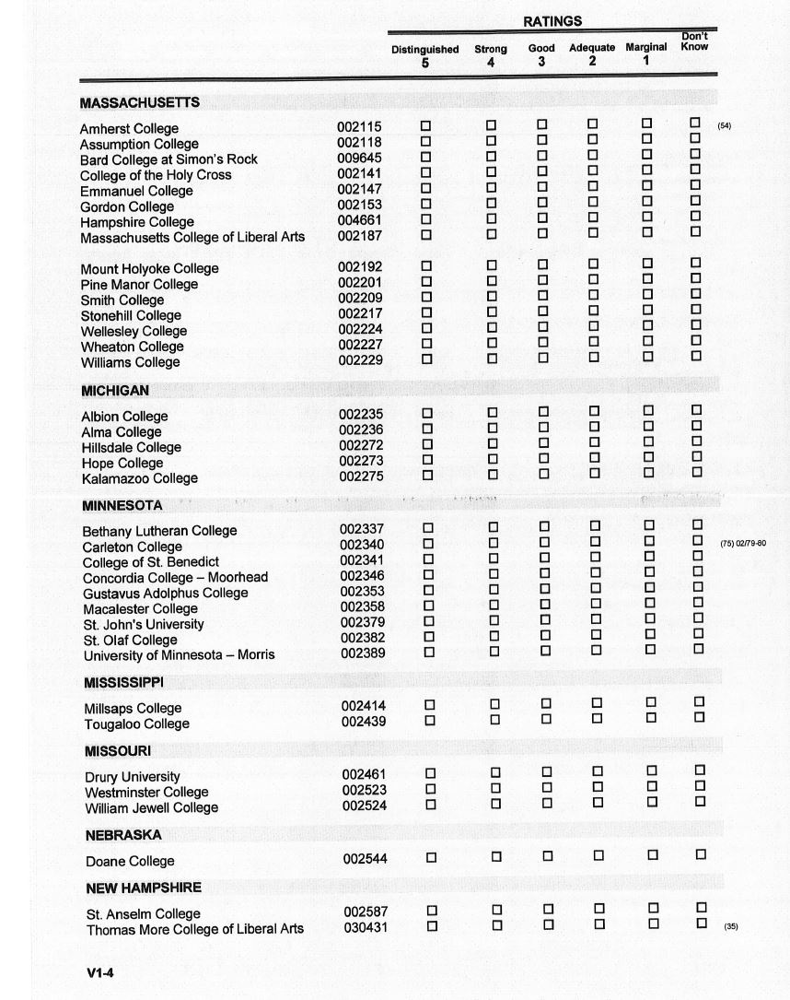 RATINGS
Distinguished Strong Good Adequate Marginal Don't Know
5 4 3 2 1
MASSACHUSETTS
Amherst College 002115 ☐ ☐ ☐ ☐ ☐ ☐ (54)
Assumption College 002118 ☐ ☐ ☐ ☐ ☐ ☐
Bard College at Simon's Rock 009645 ☐ ☐ ☐ ☐ ☐ ☐
College of the Holy Cross 002141 ☐ ☐ ☐ ☐ ☐ ☐
Emmanuel College 002147 ☐ ☐ ☐ ☐ ☐ ☐
Gordon College 002153 ☐ ☐ ☐ ☐ ☐ ☐
Hampshire College 004661 ☐ ☐ ☐ ☐ ☐ ☐
Massachusetts College of Liberal Arts 002187 ☐ ☐ ☐ ☐ ☐ ☐
Mount Holyoke College 002192 ☐ ☐ ☐ ☐ ☐ ☐
Pine Manor College 002201 ☐ ☐ ☐ ☐ ☐ ☐
Smith College 002209 ☐ ☐ ☐ ☐ ☐ ☐
Stonehill College 002217 ☐ ☐ ☐ ☐ ☐ ☐
Wellesley College 002224 ☐ ☐ ☐ ☐ ☐ ☐
Wheaton College 002227 ☐ ☐ ☐ ☐ ☐ ☐
Williams College 002229 ☐ ☐ ☐ ☐ ☐ ☐
MICHIGAN
Albion College 002235 ☐ ☐ ☐ ☐ ☐ ☐
Alma College 002236 ☐ ☐ ☐ ☐ ☐ ☐
Hillsdale College 002272 ☐ ☐ ☐ ☐ ☐ ☐
Hope College 002273 ☐ ☐ ☐ ☐ ☐ ☐
Kalamazoo College 002275 ☐ ☐ ☐ ☐ ☐ ☐
MINNESOTA
Bethany Lutheran College 002337 ☐ ☐ ☐ ☐ ☐ ☐
Carleton College 002340 ☐ ☐ ☐ ☐ ☐ ☐ (75) 02/79-80
College of St. Benedict 002341 ☐ ☐ ☐ ☐ ☐ ☐
Concordia College – Moorhead 002346 ☐ ☐ ☐ ☐ ☐ ☐
Gustavus Adolphus College 002353 ☐ ☐ ☐ ☐ ☐ ☐
Macalester College 002358 ☐ ☐ ☐ ☐ ☐ ☐
St. John's University 002379 ☐ ☐ ☐ ☐ ☐ ☐
St. Olaf College 002382 ☐ ☐ ☐ ☐ ☐ ☐
University of Minnesota – Morris 002389 ☐ ☐ ☐ ☐ ☐ ☐
MISSISSIPPI
Millsaps College 002414 ☐ ☐ ☐ ☐ ☐ ☐
Tougaloo College 002439 ☐ ☐ ☐ ☐ ☐ ☐
MISSOURI
Drury University 002461 ☐ ☐ ☐ ☐ ☐ ☐
Westminster College 002523 ☐ ☐ ☐ ☐ ☐ ☐
William Jewell College 002524 ☐ ☐ ☐ ☐ ☐ ☐
NEBRASKA
Doane College 002544 ☐ ☐ ☐ ☐ ☐ ☐
NEW HAMPSHIRE
St. Anselm College 002587 ☐ ☐ ☐ ☐ ☐ ☐
Thomas More College of Liberal Arts 030431 ☐ ☐ ☐ ☐ ☐ ☐ (35)
V1-4